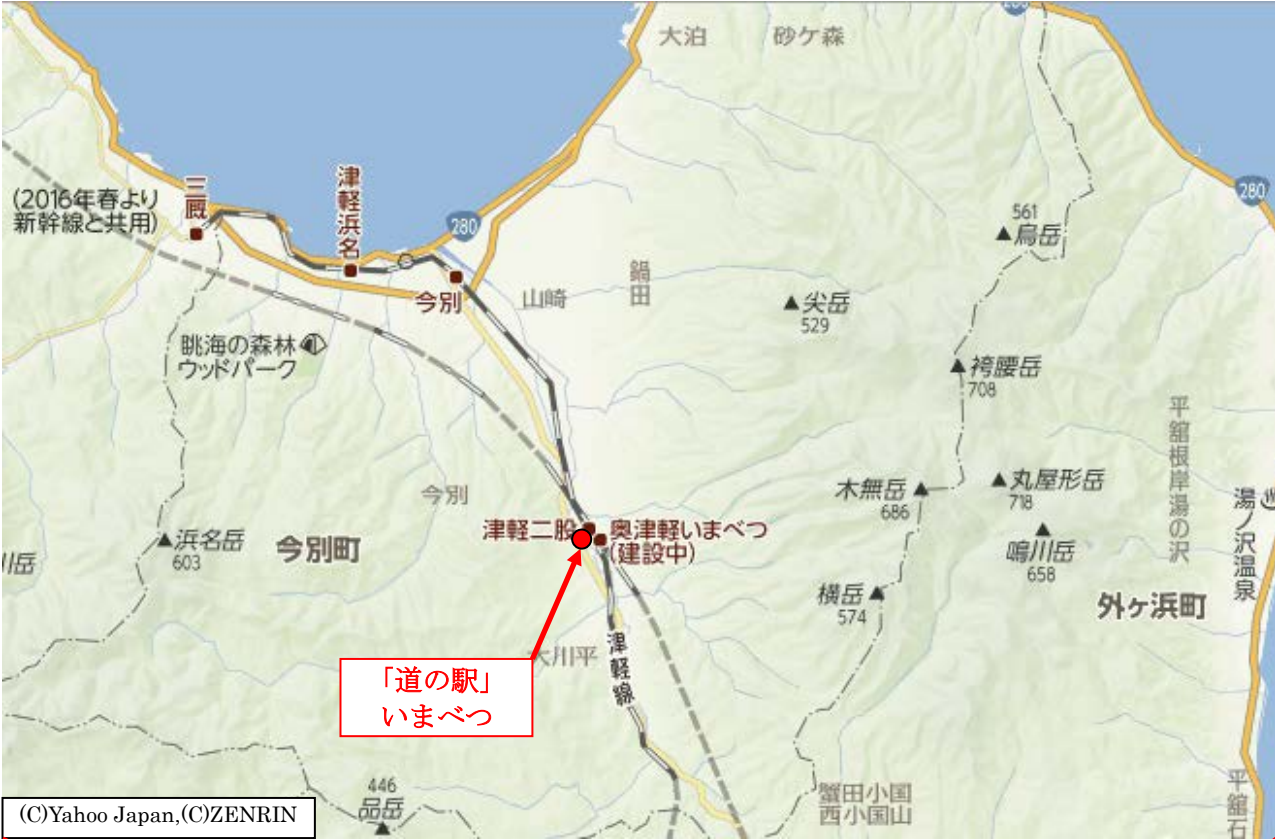 280
大泊
砂ケ森
(2016年春より
新幹線と共用)
三厩
津軽浜名
280
280
561
烏岳
今別
山崎
鍋田
尖岳
529
眺海の森林
ウッドパーク
袴腰岳
708
平舘根岸湯の沢
今別
木無岳
686
丸屋形岳
718
湯ノ沢温泉
津軽二股
奥津軽いまべつ
(建設中)
鳴川岳
658
川岳
浜名岳
603
今別町
横岳
574
外ヶ浜町
大川平
津軽線
「道の駅」
いまべつ
446
品岳
蟹田小国
西小国山
平舘石
(C)Yahoo Japan,(C)ZENRIN